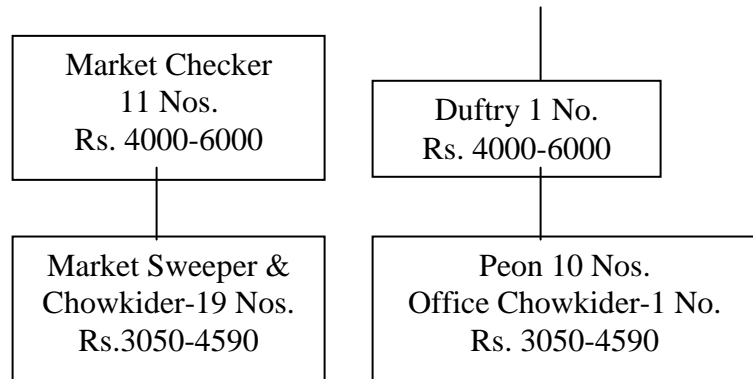 Market Checker
11 Nos.
Rs. 4000-6000
Duftry 1 No.
Rs. 4000-6000
Market Sweeper &
Chowkider-19 Nos.
Rs.3050-4590
Peon 10 Nos.
Office Chowkider-1 No.
Rs. 3050-4590